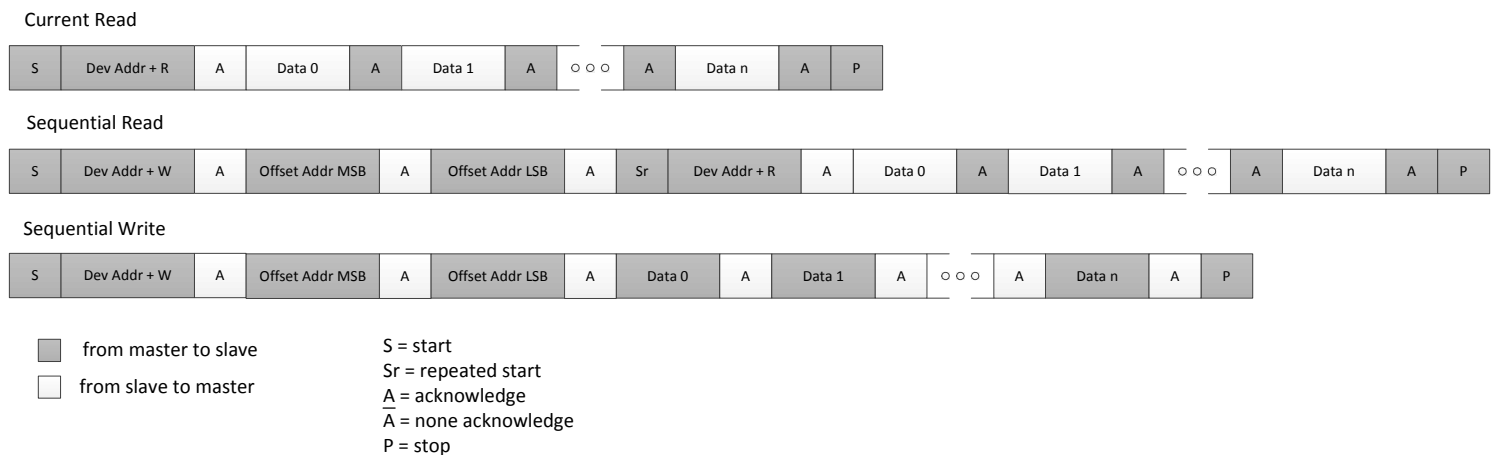 Current Read
S Dev Addr + R A Data 0 A Data 1 A ○ ○ ○ A Data n A P
Sequential Read
S Dev Addr + W A Offset Addr MSB A Offset Addr LSB A Sr Dev Addr + R A Data 0 A Data 1 A ○ ○ ○ A Data n A P
Sequential Write
S Dev Addr + W A Offset Addr MSB A Offset Addr LSB A Data 0 A Data 1 A ○ ○ ○ A Data n A P
from master to slave
from slave to master
S = start
Sr = repeated start
A = acknowledge
A̅ = none acknowledge
P = stop